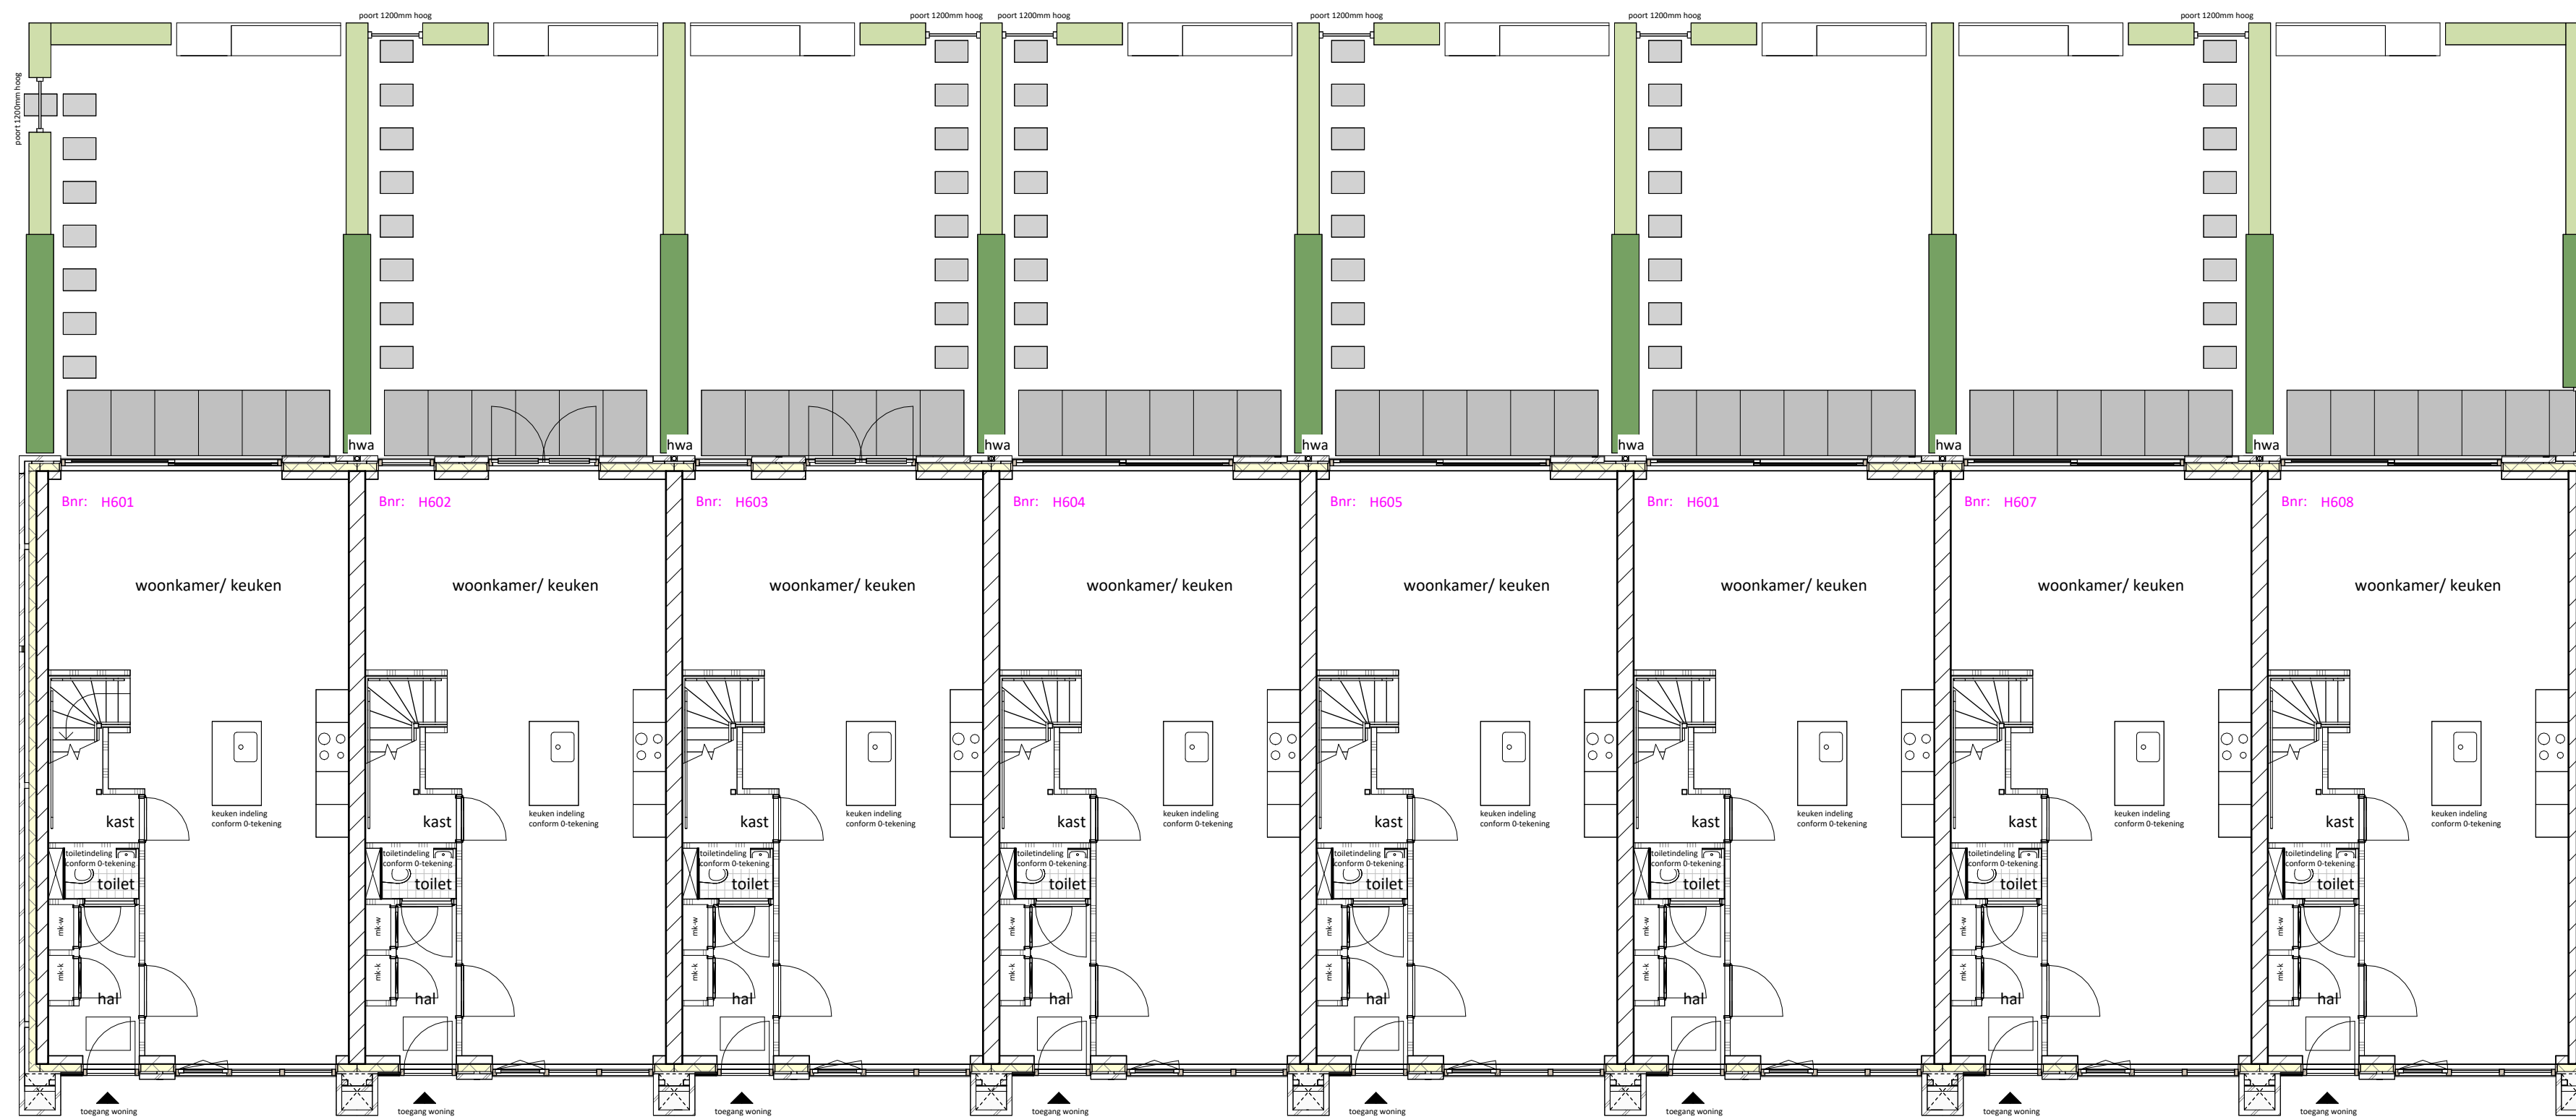 poort 1200mm hoog
poort 1200mm hoog
poort 1200mm hoog
poort 1200mm hoog
poort 1200mm hoog
poort 1200mm hoog
poort 1200mm hoog
hwa
hwa
hwa
hwa
hwa
hwa
hwa
Bnr: H601
Bnr: H602
Bnr: H603
Bnr: H604
Bnr: H605
Bnr: H601
Bnr: H607
Bnr: H608
woonkamer/ keuken
woonkamer/ keuken
woonkamer/ keuken
woonkamer/ keuken
woonkamer/ keuken
woonkamer/ keuken
woonkamer/ keuken
woonkamer/ keuken
keuken indeling
conform 0-tekening
keuken indeling
conform 0-tekening
keuken indeling
conform 0-tekening
keuken indeling
conform 0-tekening
keuken indeling
conform 0-tekening
keuken indeling
conform 0-tekening
keuken indeling
conform 0-tekening
keuken indeling
conform 0-tekening
kast
kast
kast
kast
kast
kast
kast
kast
toiletindeling
conform 0-tekening
toiletindeling
conform 0-tekening
toiletindeling
conform 0-tekening
toiletindeling
conform 0-tekening
toiletindeling
conform 0-tekening
toiletindeling
conform 0-tekening
toiletindeling
conform 0-tekening
toiletindeling
conform 0-tekening
toilet
toilet
toilet
toilet
toilet
toilet
toilet
toilet
mk-w
mk-w
mk-w
mk-w
mk-w
mk-w
mk-w
mk-w
mk-k
mk-k
mk-k
mk-k
mk-k
mk-k
mk-k
mk-k
hal
hal
hal
hal
hal
hal
hal
hal
toegang woning
toegang woning
toegang woning
toegang woning
toegang woning
toegang woning
toegang woning
toegang woning